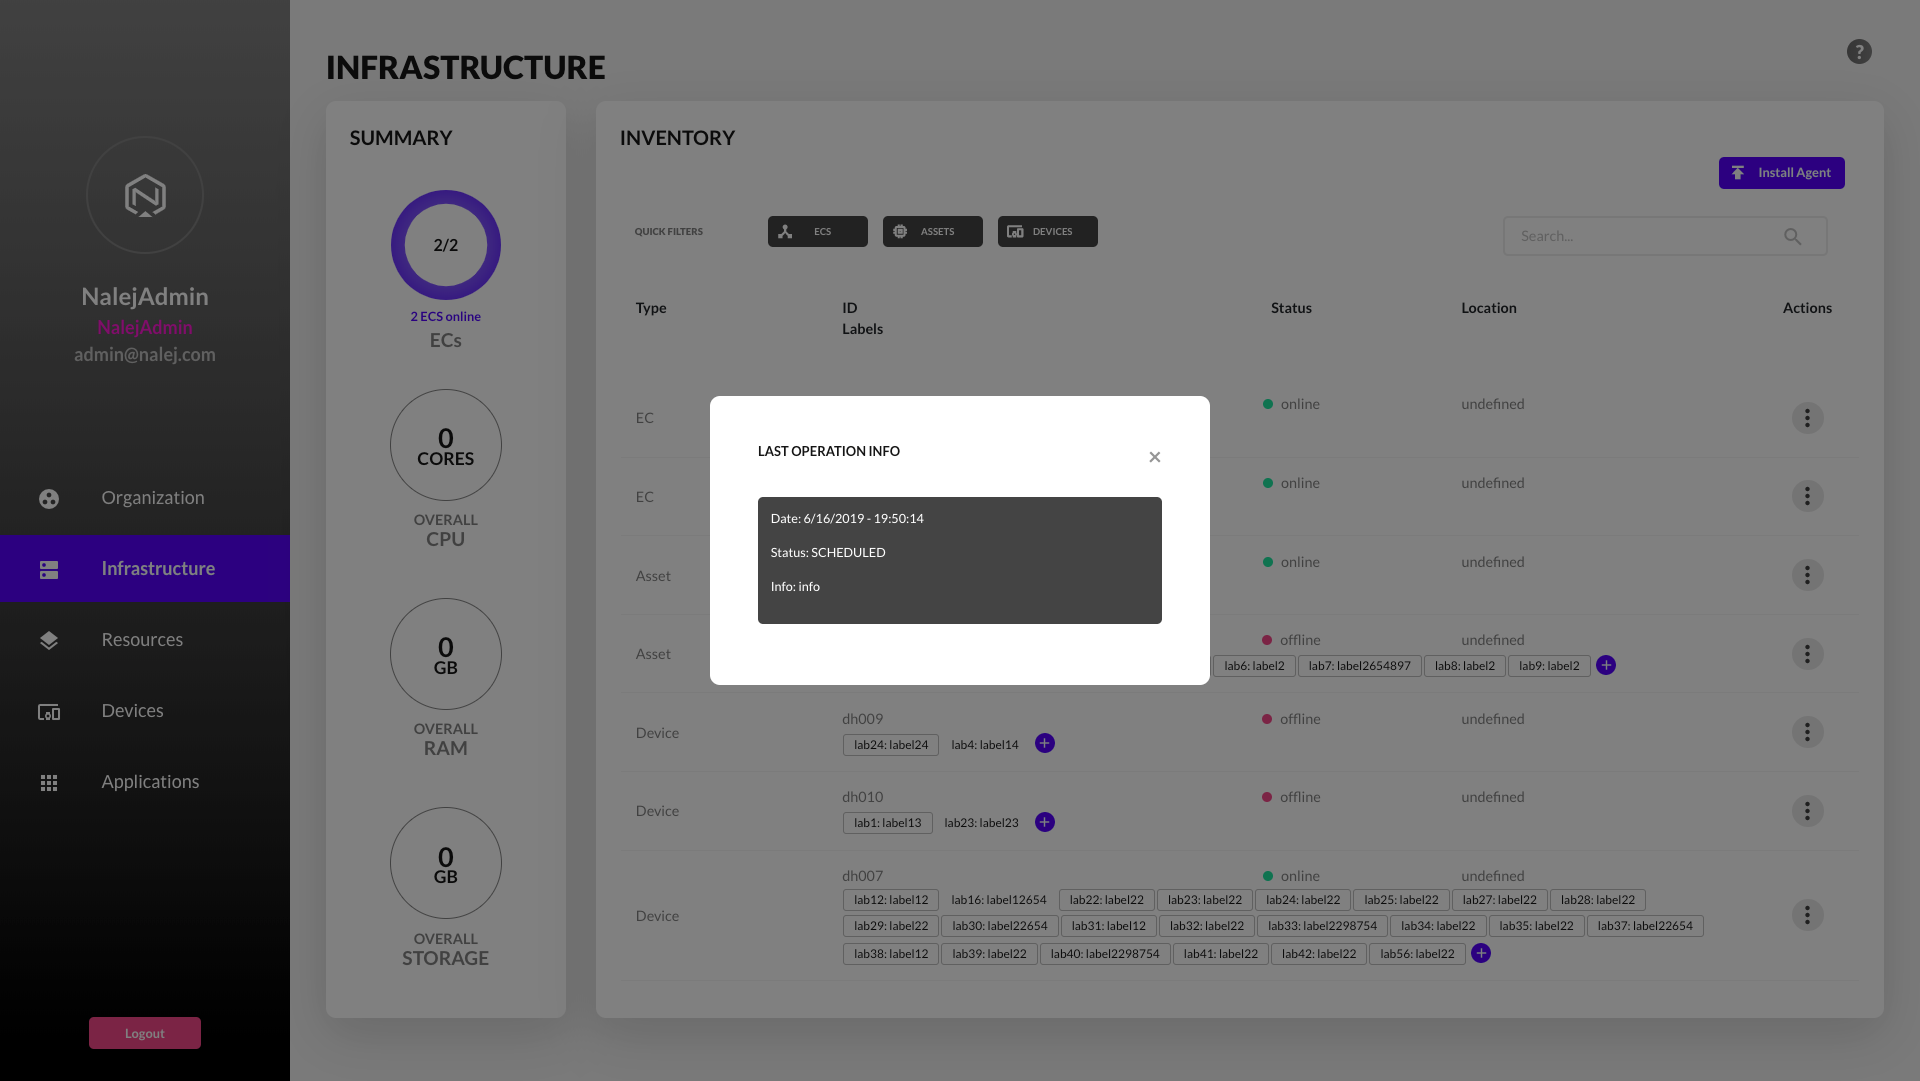 INFRASTRUCTURE
?
NalejAdmin
NalejAdmin
admin@nalej.com
Organization
Infrastructure
Resources
Devices
Applications
Logout
SUMMARY
2/2
2 ECS online
ECs
0
CORES
OVERALL
CPU
0
GB
OVERALL
RAM
0
GB
OVERALL
STORAGE
INVENTORY
Install Agent
QUICK FILTERS
ECS
ASSETS
DEVICES
Search...
Type
ID
Labels
Status
Location
Actions
EC
online
undefined
EC
online
undefined
Asset
online
undefined
Asset
offline
undefined
lab6: label2
lab7: label2654897
lab8: label2
lab9: label2
LAST OPERATION INFO
Date: 6/16/2019 - 19:50:14
Status: SCHEDULED
Info: info
Device
dh009
offline
undefined
lab24: label24
lab4: label14
Device
dh010
offline
undefined
lab1: label13
lab23: label23
Device
dh007
online
undefined
lab12: label12
lab16: label12654
lab22: label22
lab23: label22
lab24: label22
lab25: label22
lab27: label22
lab28: label22
lab29: label22
lab30: label22654
lab31: label12
lab32: label22
lab33: label2298754
lab34: label22
lab35: label22
lab37: label22654
lab38: label12
lab39: label22
lab40: label2298754
lab41: label22
lab42: label22
lab56: label22